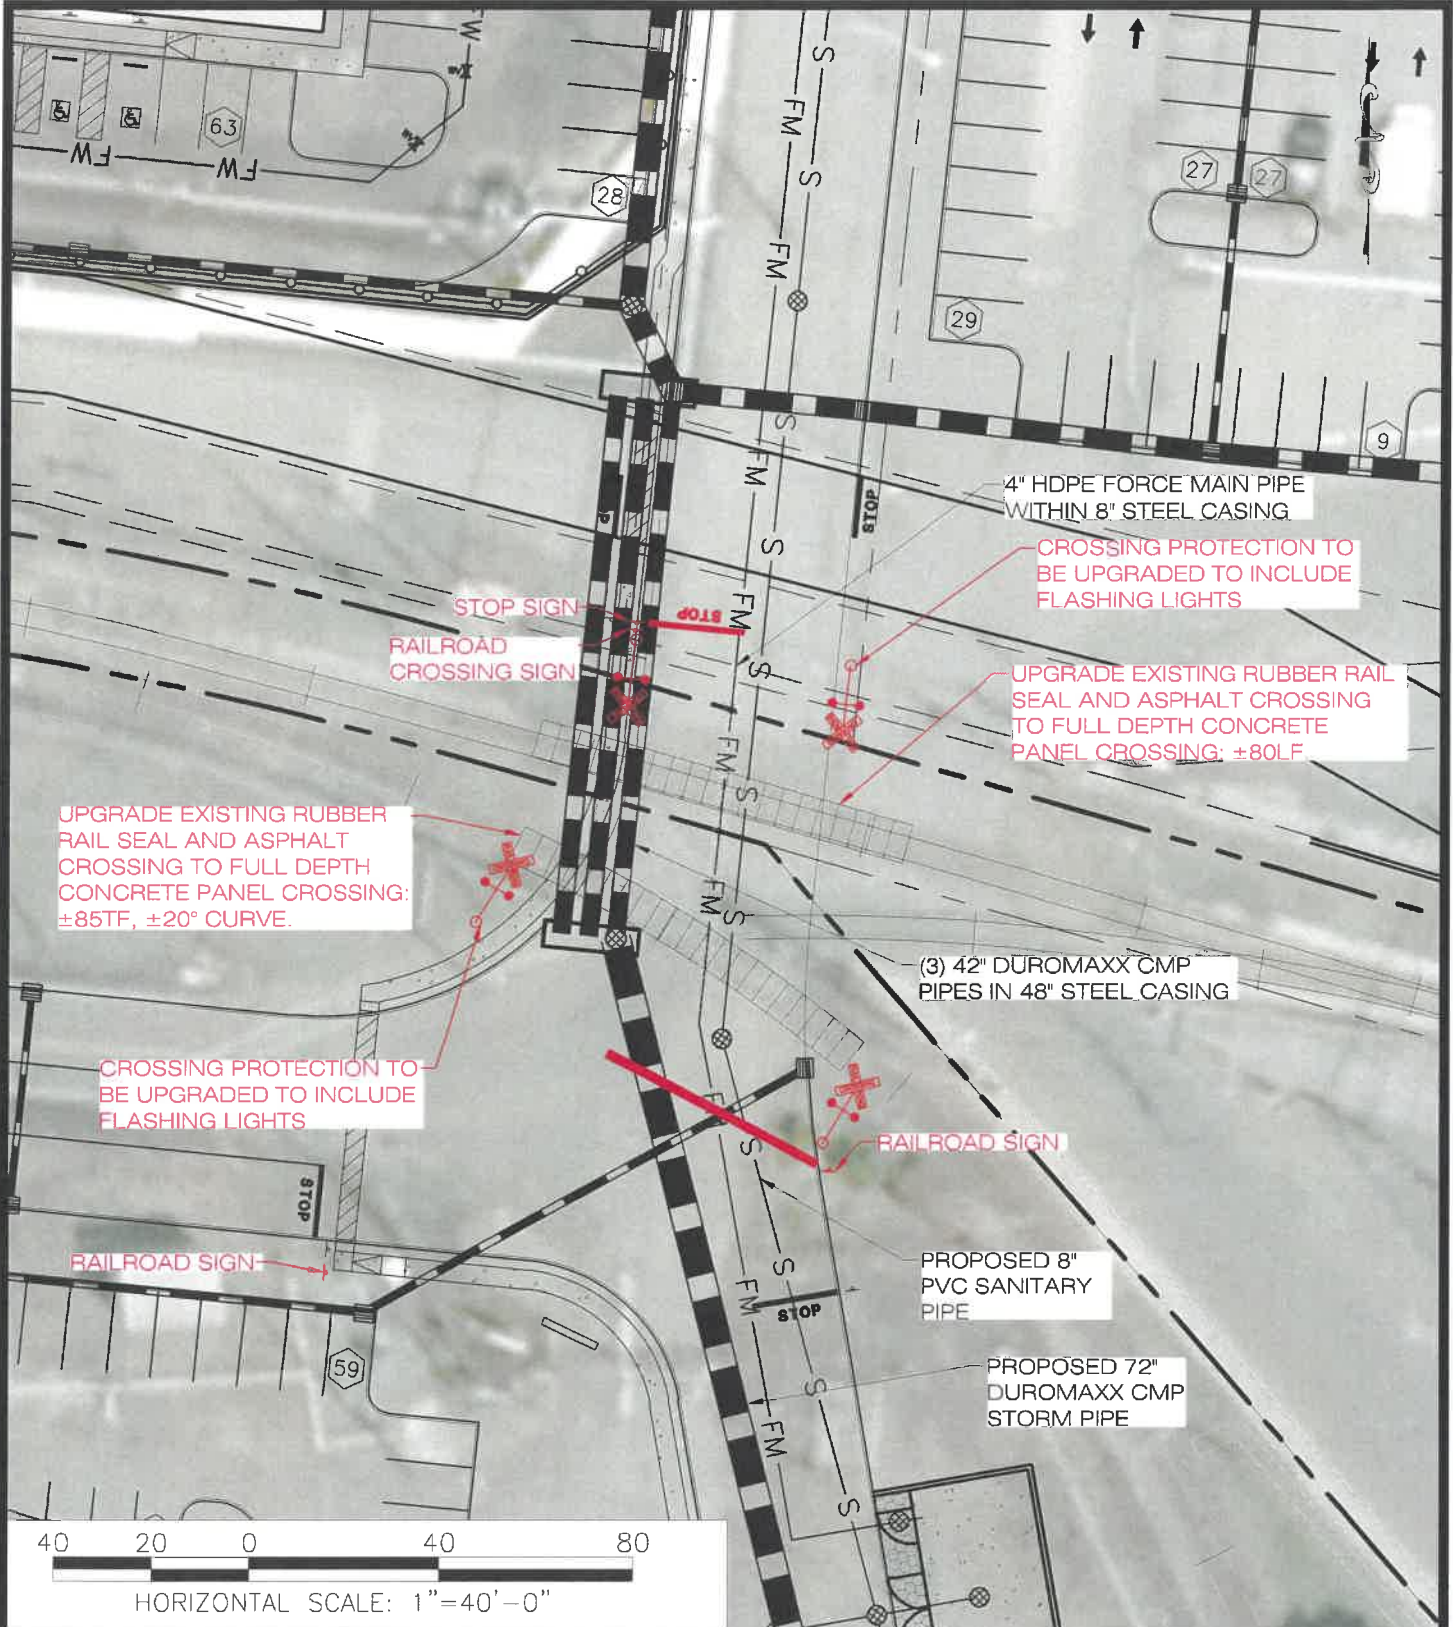 FW
FW
FW
63
28
S
FM
S
FM
S
27
27
29
9
S
FM
S
FM
STOP
4" HDPE FORCE MAIN PIPE
WITHIN 8" STEEL CASING
CROSSING PROTECTION TO
BE UPGRADED TO INCLUDE
FLASHING LIGHTS
STOP SIGN
STOP
RAILROAD
CROSSING SIGN
S
S
FM
S
UPGRADE EXISTING RUBBER RAIL
SEAL AND ASPHALT CROSSING
TO FULL DEPTH CONCRETE
PANEL CROSSING; ±80LF
UPGRADE EXISTING RUBBER
RAIL SEAL AND ASPHALT
CROSSING TO FULL DEPTH
CONCRETE PANEL CROSSING:
±85TF, ±20° CURVE.
FM
S
(3) 42" DUROMAXX CMP
PIPES IN 48" STEEL CASING
CROSSING PROTECTION TO
BE UPGRADED TO INCLUDE
FLASHING LIGHTS
RAILROAD SIGN
S
STOP
RAILROAD SIGN
S
FM
STOP
PROPOSED 8"
PVC SANITARY
PIPE
59
S
FM
S
PROPOSED 72"
DUROMAXX CMP
STORM PIPE
40 20 0 40 80
HORIZONTAL SCALE: 1"=40'-0"